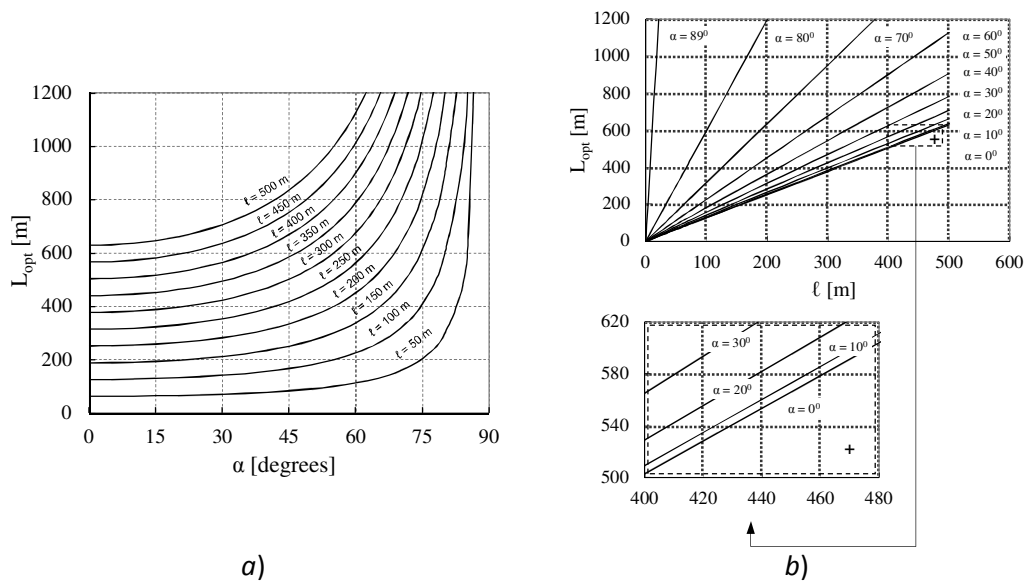 1200
1000
800
600
400
200
0
L_opt [m]
ℓ = 500 m
ℓ = 450 m
ℓ = 400 m
ℓ = 350 m
ℓ = 300 m
ℓ = 250 m
ℓ = 200 m
ℓ = 150 m
ℓ = 100 m
ℓ = 50 m
0 15 30 45 60 75 90
α [degrees]
a)
1200
1000
800
600
400
200
0
L_opt [m]
α = 89⁰
α = 80⁰
α = 70⁰
α = 60⁰
α = 50⁰
α = 40⁰
α = 30⁰
α = 20⁰
α = 10⁰
α = 0⁰
+
0 100 200 300 400 500 600
ℓ [m]
620
580
540
500
α = 30⁰
α = 10⁰
α = 20⁰
α = 0⁰
+
400 420 440 460 480
b)